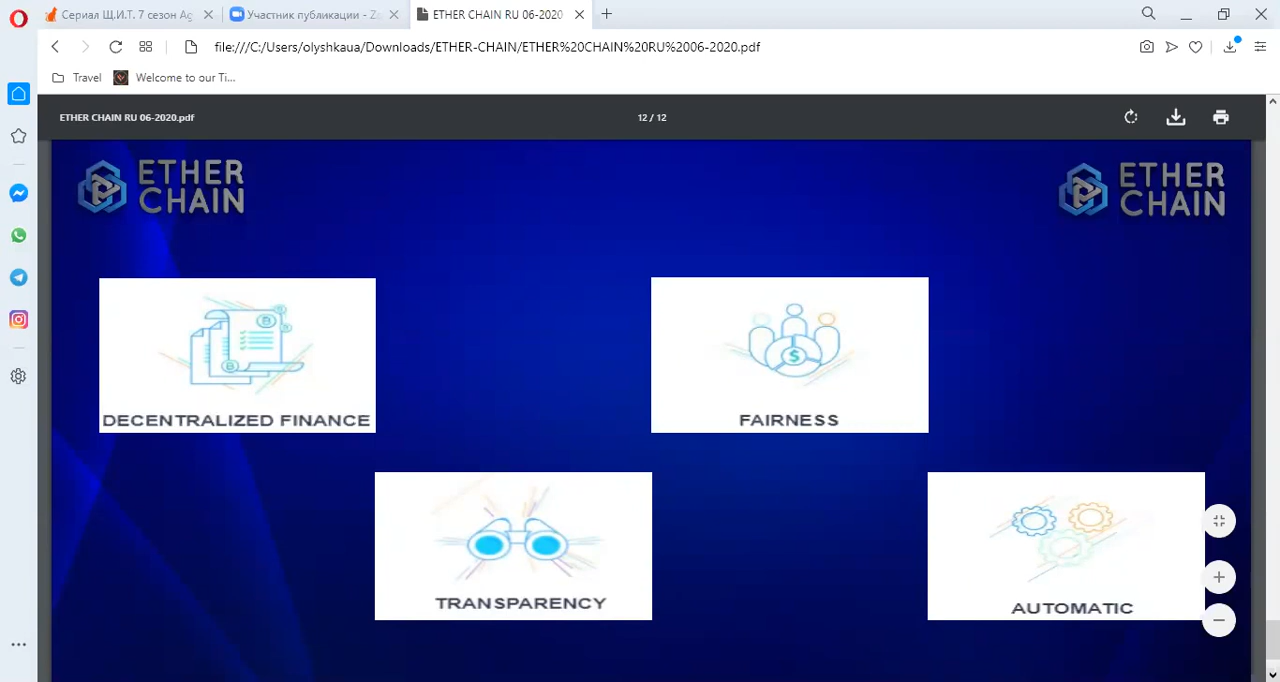 Сериал Щ.И.Т. 7 сезон Аg
Участник публикации - Za
ETHER CHAIN RU 06-2020
file:///C:/Users/olyshkaua/Downloads/ETHER-CHAIN/ETHER%20CHAIN%20RU%2006-2020.pdf
Travel
Welcome to our Ti...
ETHER CHAIN RU 06-2020.pdf
12 / 12
ETHER
CHAIN
ETHER
CHAIN
DECENTRALIZED FINANCE
FAIRNESS
TRANSPARENCY
AUTOMATIC